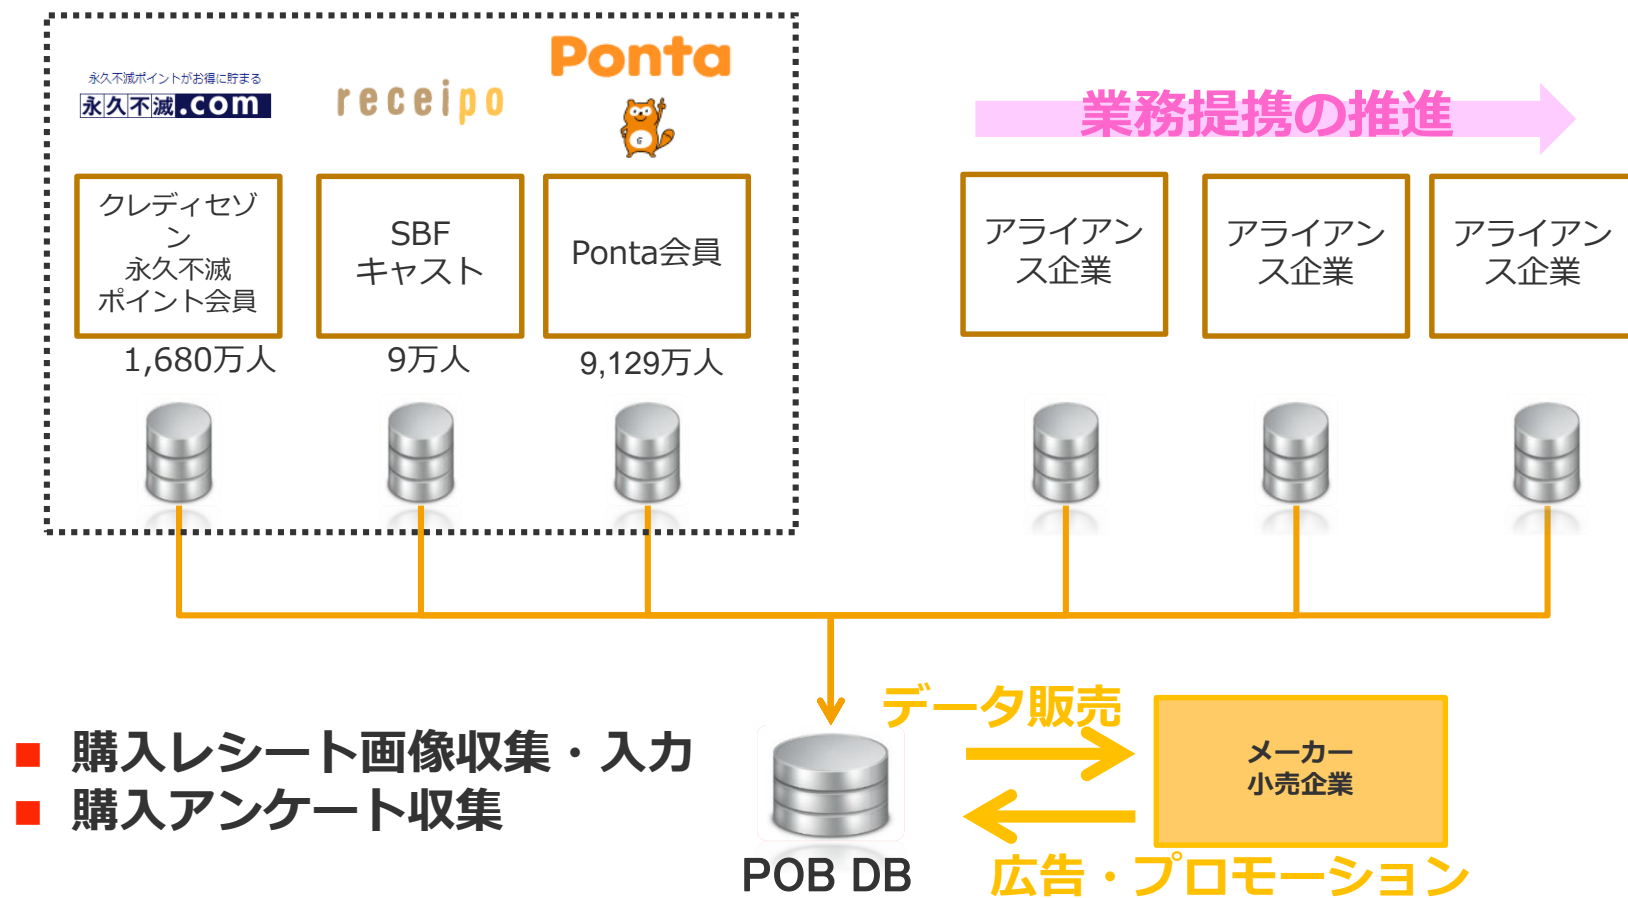 永久不滅ポイントがお得に貯まる
永久不滅.com
receipo
Ponta
業務提携の推進
クレディセゾ
ン
永久不滅
ポイント会員
SBF
キャスト
Ponta会員
アライアン
ス企業
アライアン
ス企業
アライアン
ス企業
1,680万人
9万人
9,129万人
データ販売
■ 購入レシート画像収集・入力
■ 購入アンケート収集
メーカー
小売企業
POB DB
広告・プロモーション